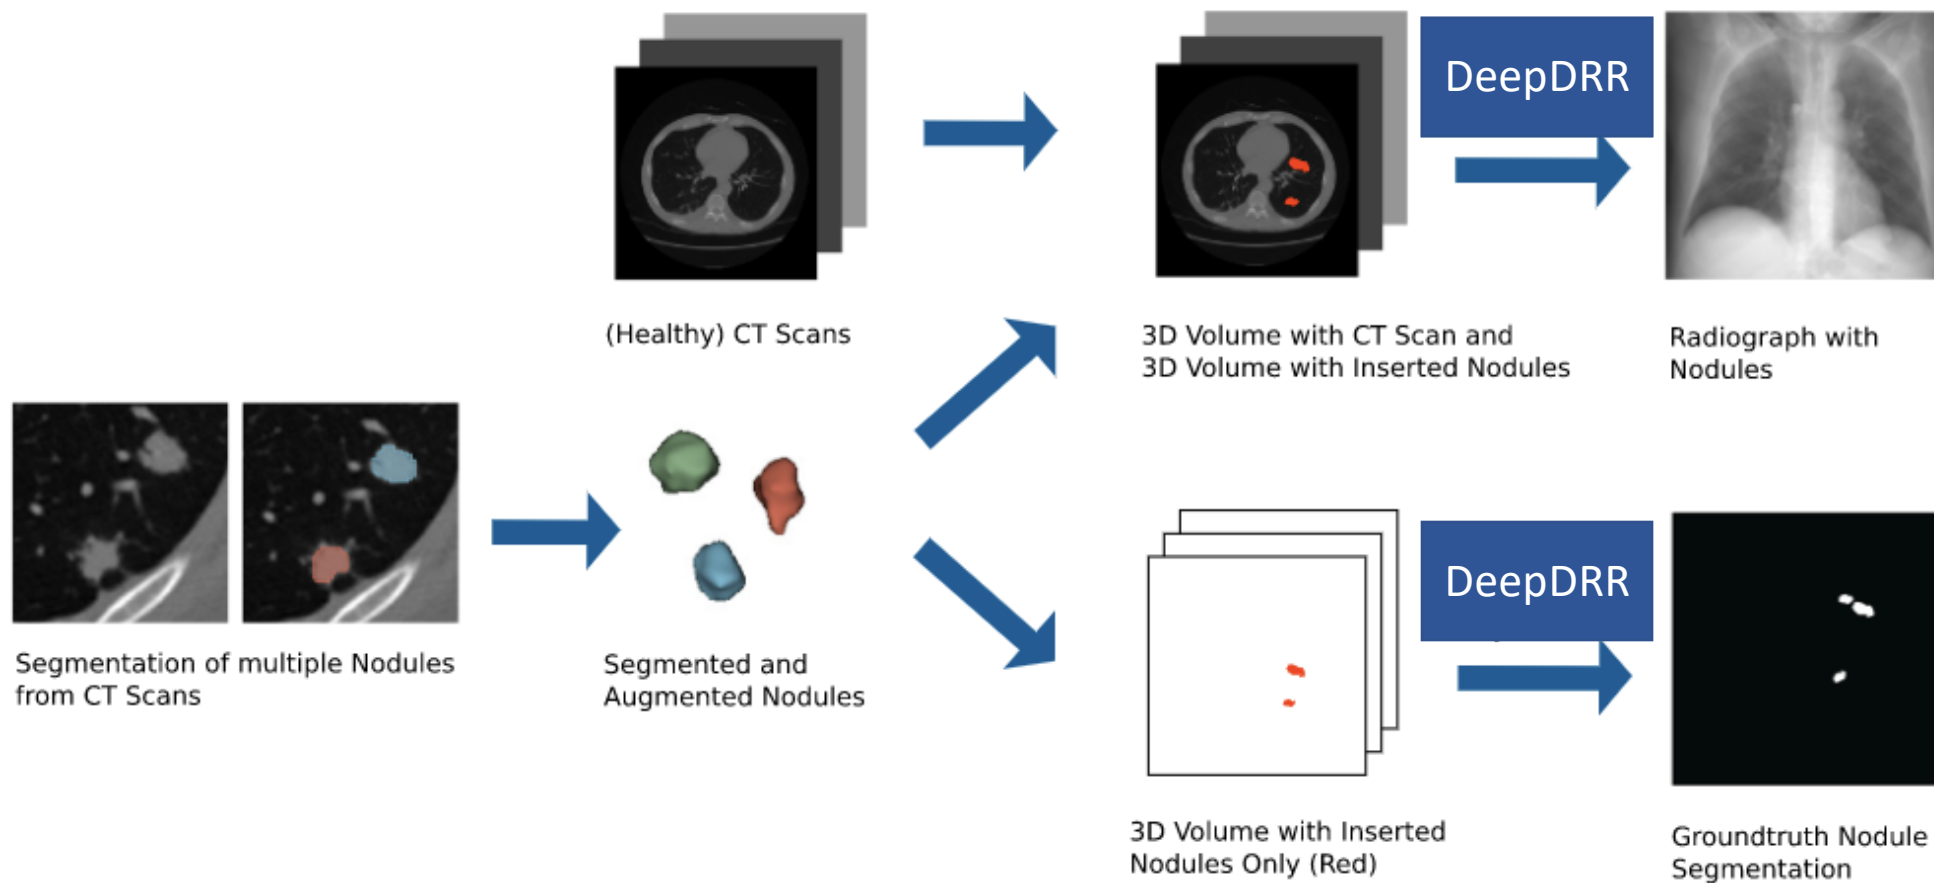 DeepDRR
(Healthy) CT Scans
3D Volume with CT Scan and
3D Volume with Inserted Nodules
Radiograph with
Nodules
Segmentation of multiple Nodules
from CT Scans
Segmented and
Augmented Nodules
DeepDRR
3D Volume with Inserted
Nodules Only (Red)
Groundtruth Nodule
Segmentation